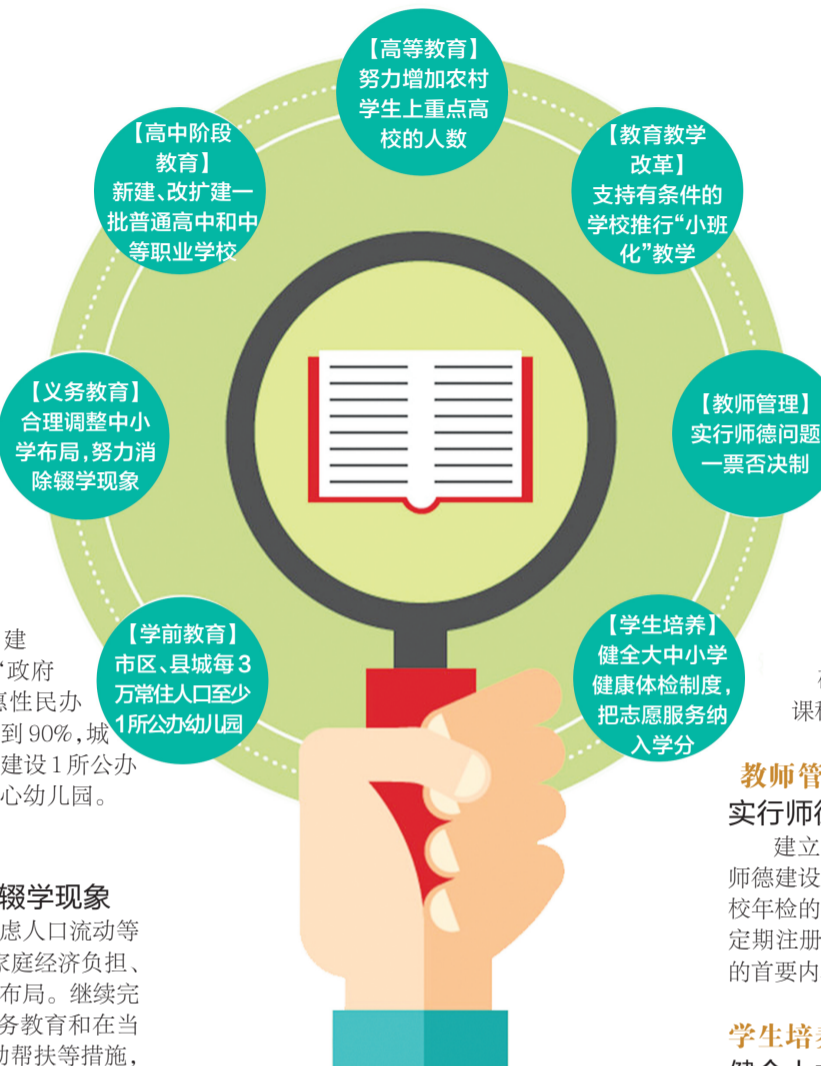 【高等教育】
努力增加农村
学生上重点高
校的人数
【高中阶段
教育】
新建、改扩建一
批普通高中和中
等职业学校
【教育教学
改革】
支持有条件的
学校推行“小班
化”教学
【义务教育】
合理调整中小
学布局,努力消
除辍学现象
【教师管理】
实行师德问题
一票否决制
【学前教育】
市区、县城每3
万常住人口至少
1所公办幼儿园
【学生培养】
健全大中小学
健康体检制度,
把志愿服务纳
入学分
建
“政府
惠性民办
到90%,城
建设1所公办
心幼儿园。
辍学现象
虑人口流动等
家庭经济负担、
布局。继续完
务教育和在当
助帮扶等措施,
课程
教师管
实行师德
建立
师德建设
校年检的
定期注册
的首要内
学生培养